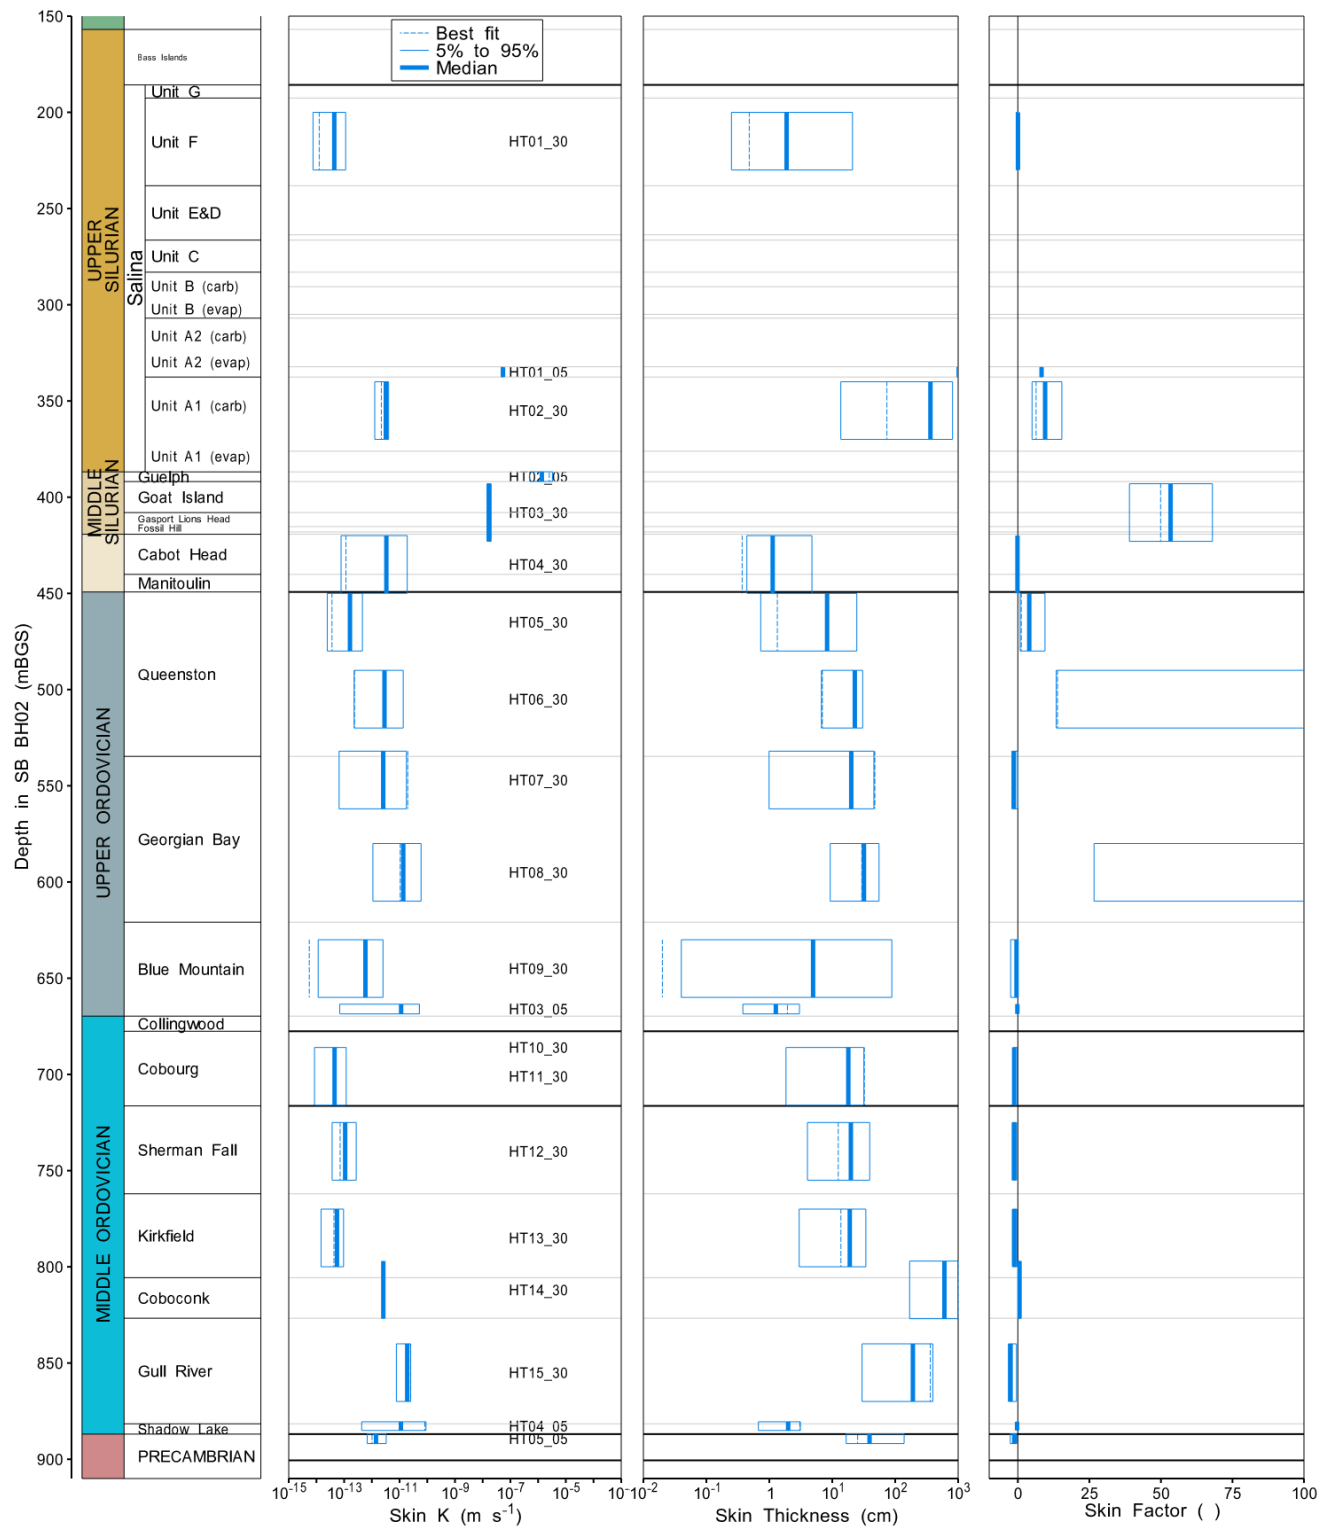 Best fit
5% to 95%
Median
Depth in SB BH02 (mBGS)
150
200
250
300
350
400
450
500
550
600
650
700
750
800
850
900
UPPER
SILURIAN
MIDDLE
SILURIAN
UPPER ORDOVICIAN
MIDDLE ORDOVICIAN
Salina
Bass Islands
Unit G
Unit F
Unit E&D
Unit C
Unit B (carb)
Unit B (evap)
Unit A2 (carb)
Unit A2 (evap)
Unit A1 (carb)
Unit A1 (evap)
Guelph
Goat Island
Gasport Lions Head
Fossil Hill
Cabot Head
Manitoulin
Queenston
Georgian Bay
Blue Mountain
Collingwood
Cobourg
Sherman Fall
Kirkfield
Coboconk
Gull River
Shadow Lake
PRECAMBRIAN
HT01_30
HT01_05
HT02_30
HT02_05
HT03_30
HT04_30
HT05_30
HT06_30
HT07_30
HT08_30
HT09_30
HT03_05
HT10_30
HT11_30
HT12_30
HT13_30
HT14_30
HT15_30
HT04_05
HT05_05
10⁻¹⁵ 10⁻¹³ 10⁻¹¹ 10⁻⁹ 10⁻⁷ 10⁻⁵
Skin K (m s⁻¹)
10⁻² 10⁻¹ 1 10 10² 10³
Skin Thickness (cm)
0 25 50 75 100
Skin Factor ( )